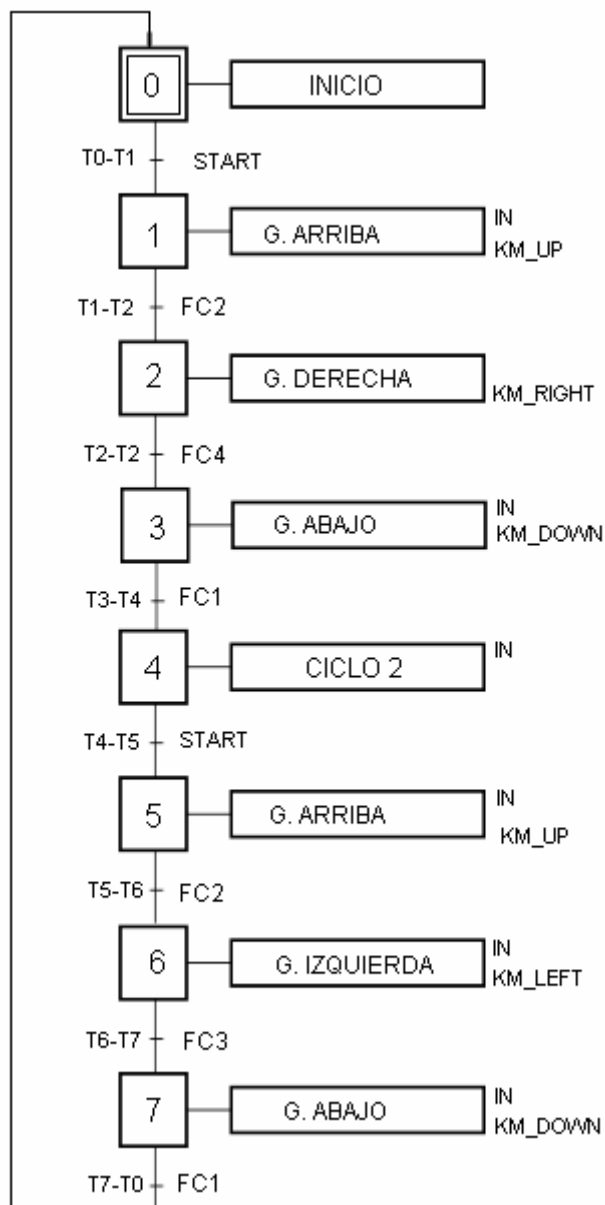 0
INICIO
T0-T1
START
1
G. ARRIBA
IN
KM_UP
T1-T2
FC2
2
G. DERECHA
KM_RIGHT
T2-T2
FC4
3
G. ABAJO
IN
KM_DOWN
T3-T4
FC1
4
CICLO 2
IN
T4-T5
START
5
G. ARRIBA
IN
KM_UP
T5-T6
FC2
6
G. IZQUIERDA
IN
KM_LEFT
T6-T7
FC3
7
G. ABAJO
IN
KM_DOWN
T7-T0
FC1